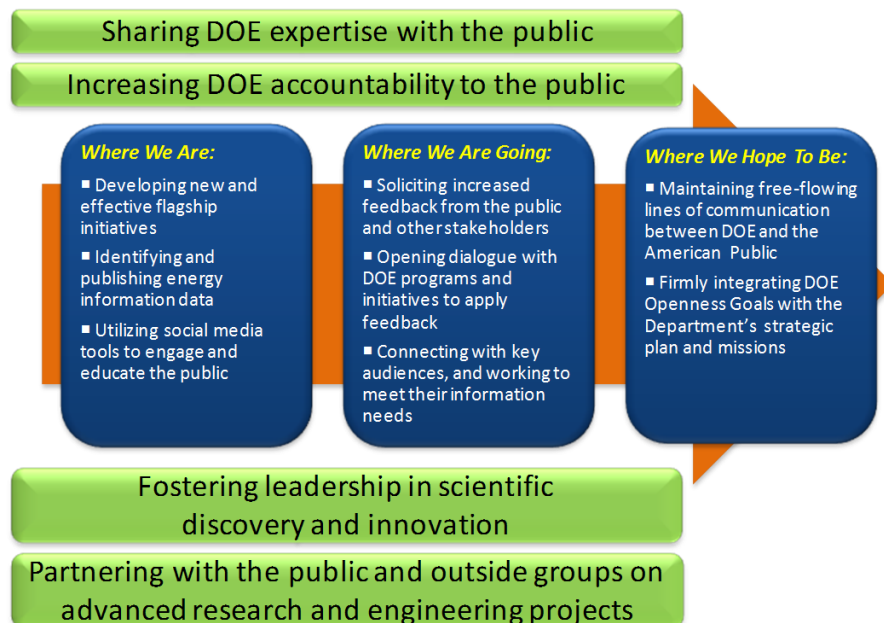 Sharing DOE expertise with the public
Increasing DOE accountability to the public
Where We Are:
■ Developing new and
effective flagship
initiatives
■ Identifying and
publishing energy
information data
■ Utilizing social media
tools to engage and
educate the public
Where We Are Going:
■ Soliciting increased
feedback from the public
and other stakeholders
■ Opening dialogue with
DOE programs and
initiatives to apply
feedback
■ Connecting with key
audiences, and working to
meet their information
needs
Where We Hope To Be:
■ Maintaining free-flowing
lines of communication
between DOE and the
American Public
■ Firmly integrating DOE
Openness Goals with the
Department's strategic
plan and missions
Fostering leadership in scientific
discovery and innovation
Partnering with the public and outside groups on
advanced research and engineering projects